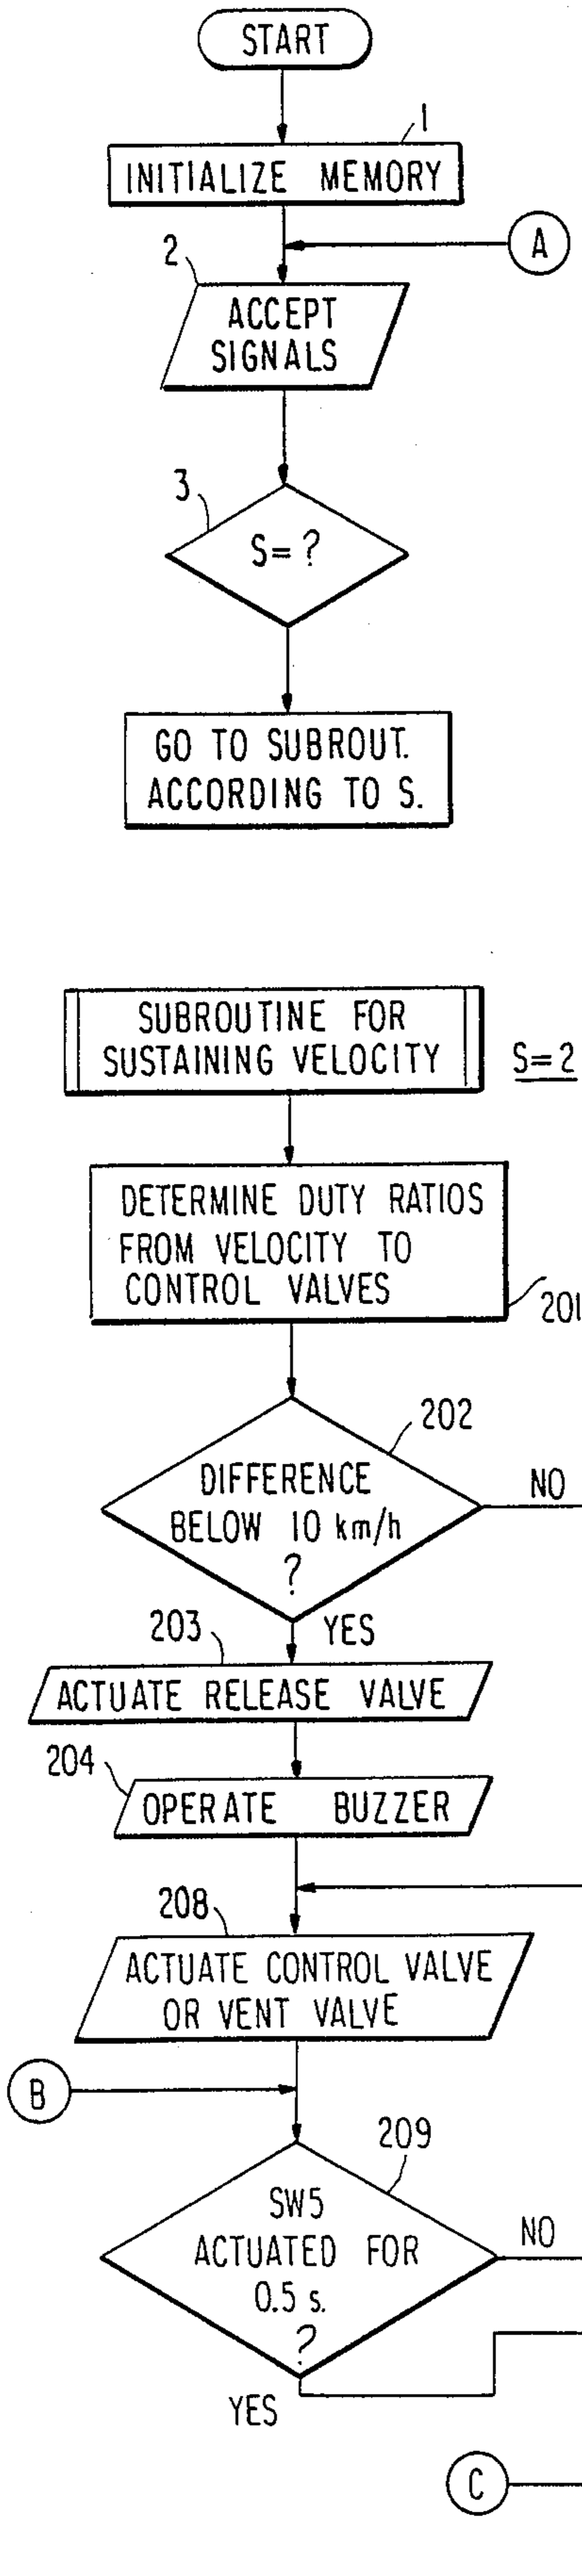 START
1
INITIALIZE MEMORY
A
2
ACCEPT
SIGNALS
3
S= ?
GO TO SUBROUT.
ACCORDING TO S.
SUBROUTINE FOR
SUSTAINING VELOCITY
S=2
DETERMINE DUTY RATIOS
FROM VELOCITY TO
CONTROL VALVES
201
202
DIFFERENCE
BELOW 10 km/h
?
NO
YES
203
ACTUATE RELEASE VALVE
204
OPERATE BUZZER
208
ACTUATE CONTROL VALVE
OR VENT VALVE
B
209
SW5
ACTUATED FOR
0.5 s.
?
NO
YES
C